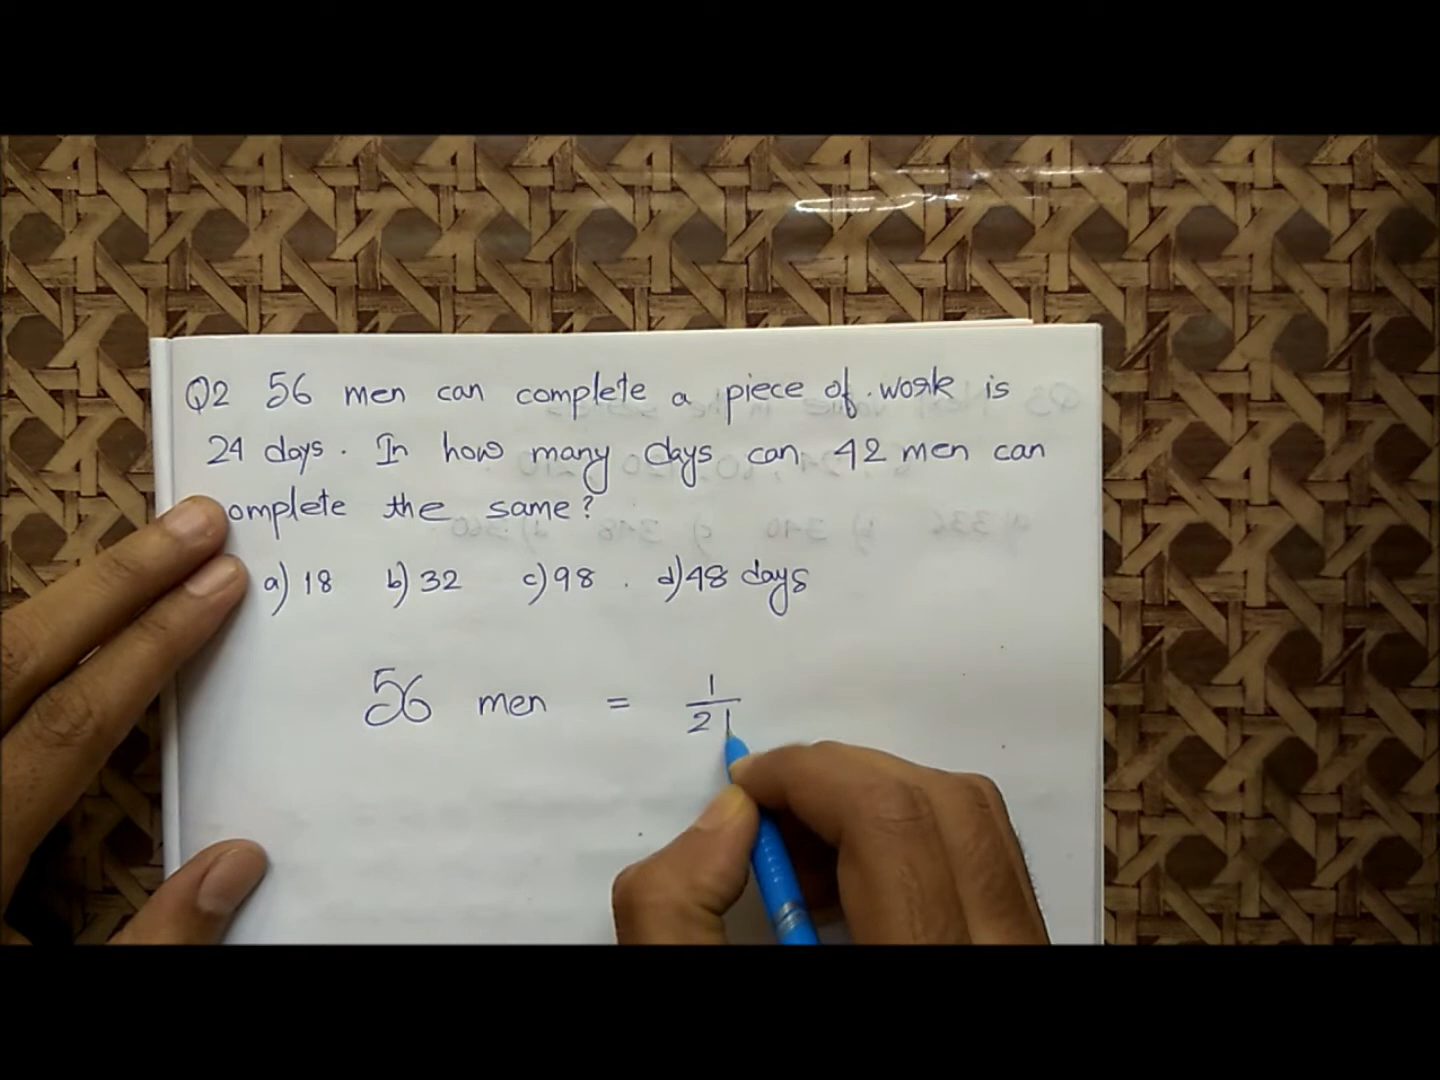 Q2 56 men can complete a piece of work is
24 days. In how many days can 42 men can
omplete the same?
a) 18 b) 32 c) 98 . d) 48 days
56 men = 1/21